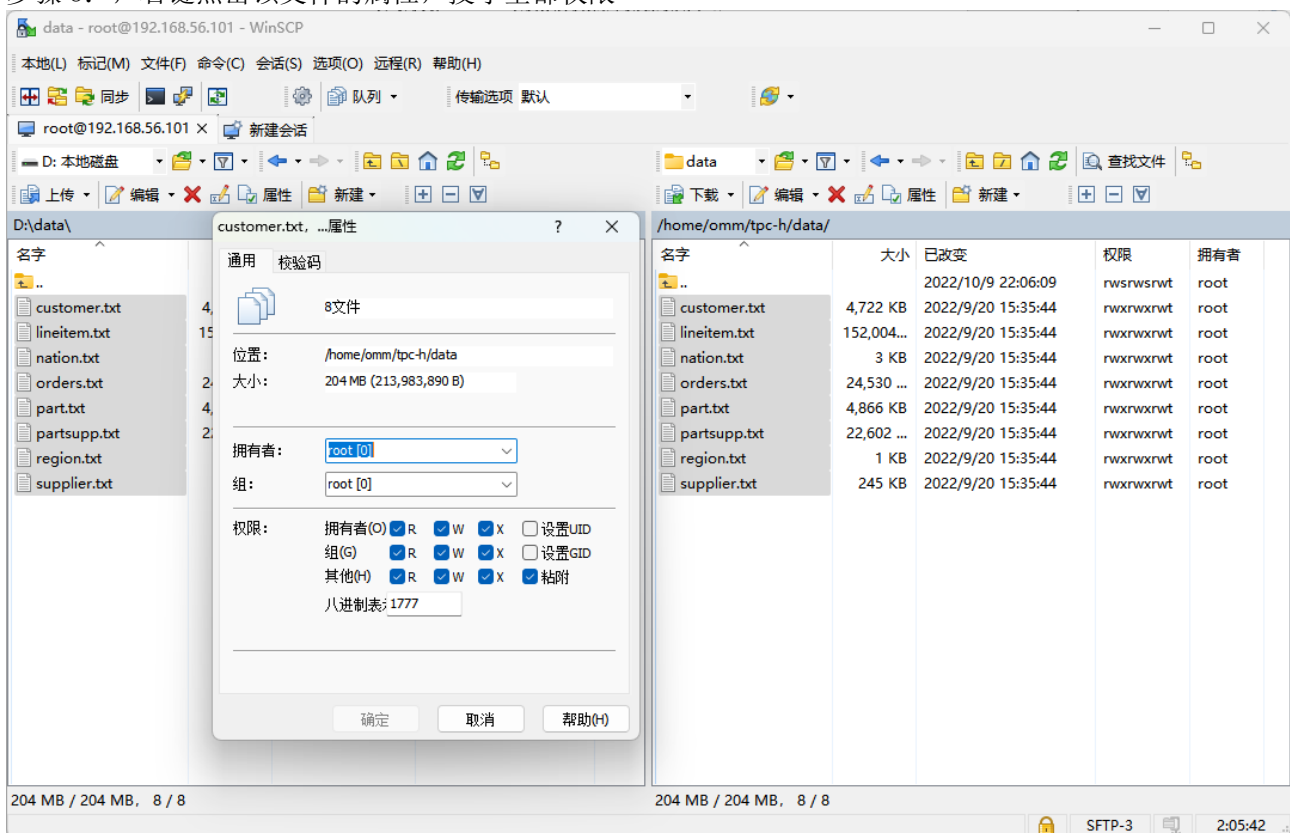 data - root@192.168.56.101 - WinSCP
本地(L) 标记(M) 文件(F) 命令(C) 会话(S) 选项(O) 远程(R) 帮助(H)
同步 队列 传输选项 默认
root@192.168.56.101 × 新建会话
D: 本地磁盘
data 查找文件
上传 编辑 属性 新建
下载 编辑 属性 新建
D:\data\
名字
..
customer.txt 4,
lineitem.txt 15
nation.txt
orders.txt 2
part.txt 4,
partsupp.txt 2
region.txt
supplier.txt
customer.txt, ...属性 ? ×
通用 校验码
8文件
位置: /home/omm/tpc-h/data
大小: 204 MB (213,983,890 B)
拥有者: root [0]
组: root [0]
权限: 拥有者(O) R W X 设置UID
组(G) R W X 设置GID
其他(H) R W X 粘附
八进制表 1777
确定 取消 帮助(H)
/home/omm/tpc-h/data/
名字 大小 已改变 权限 拥有者
.. 2022/10/9 22:06:09 rwsrwsrwt root
customer.txt 4,722 KB 2022/9/20 15:35:44 rwxrwxrwt root
lineitem.txt 152,004... 2022/9/20 15:35:44 rwxrwxrwt root
nation.txt 3 KB 2022/9/20 15:35:44 rwxrwxrwt root
orders.txt 24,530 ... 2022/9/20 15:35:44 rwxrwxrwt root
part.txt 4,866 KB 2022/9/20 15:35:44 rwxrwxrwt root
partsupp.txt 22,602 ... 2022/9/20 15:35:44 rwxrwxrwt root
region.txt 1 KB 2022/9/20 15:35:44 rwxrwxrwt root
supplier.txt 245 KB 2022/9/20 15:35:44 rwxrwxrwt root
204 MB / 204 MB, 8 / 8
204 MB / 204 MB, 8 / 8
SFTP-3 2:05:42